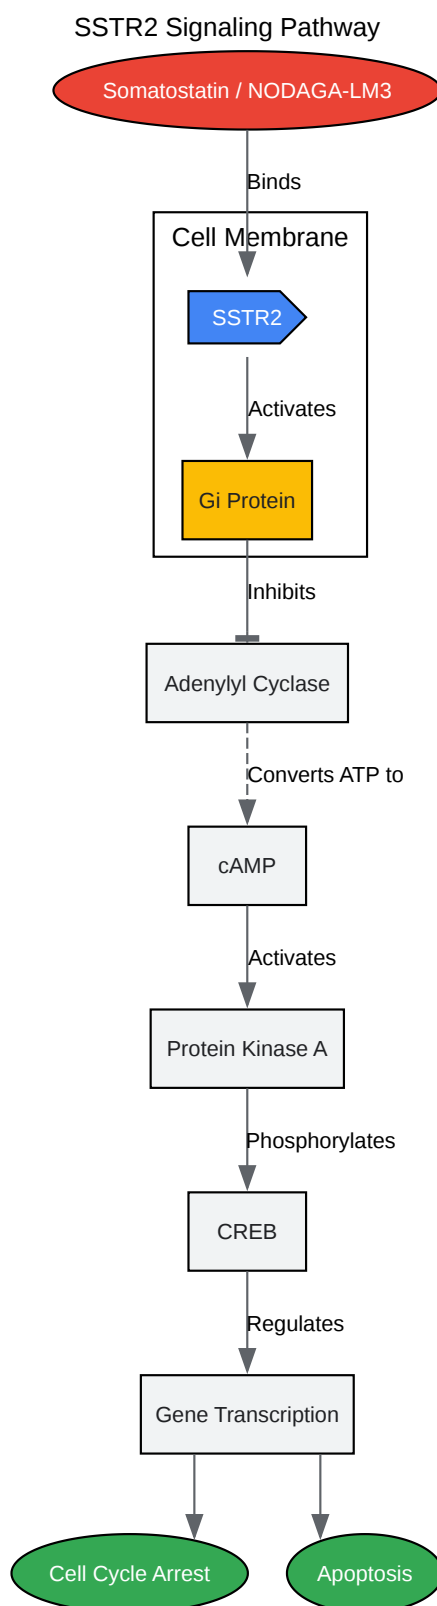 SSTR2 Signaling Pathway
Somatostatin / NODAGA-LM3
Binds
Cell Membrane
SSTR2
Activates
Gi Protein
Inhibits
Adenylyl Cyclase
Converts ATP to
cAMP
Activates
Protein Kinase A
Phosphorylates
CREB
Regulates
Gene Transcription
Cell Cycle Arrest
Apoptosis